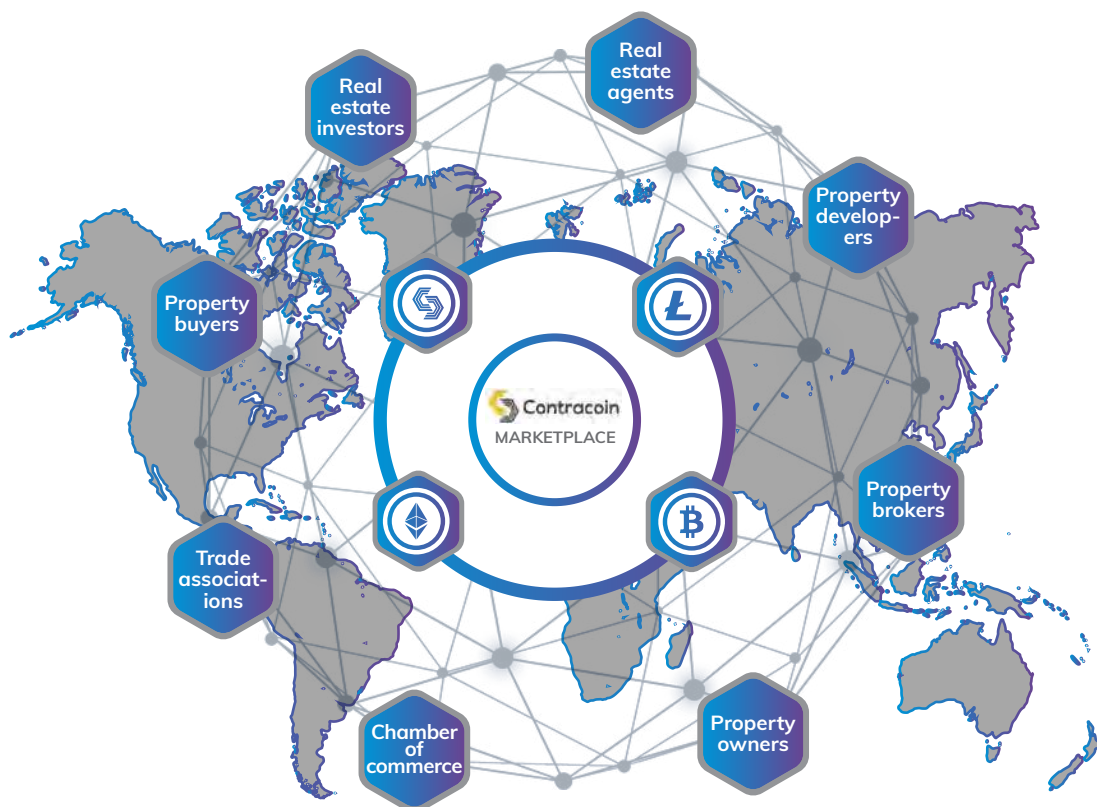 Real
estate
agents
Real
estate
investors
Property
develop-
ers
Property
buyers
Contracoin
MARKETPLACE
Property
brokers
Trade
associat-
ions
Chamber
of
commerce
Property
owners